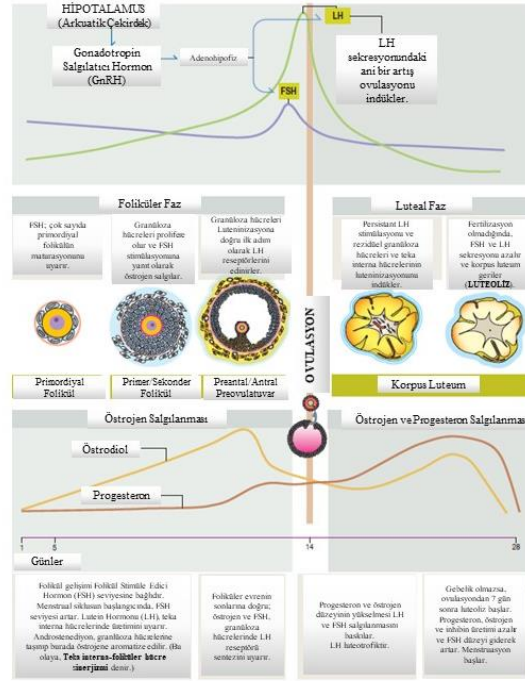 HİPOTALAMUS
(Arkuatik Çekirdek)
Gonadotropin
Salgılatıcı Hormon
(GnRH)
Adenohipofiz
LH
FSH
LH
sekresyonundaki
ani bir artış
ovulasyonu
indükler.
Foliküler Faz
Luteal Faz
FSH; çok sayıda
primordiyal
folikülün
maturasyonunu
uyarır.
Granüloza
hücreleri prolifere
olur ve FSH
stimülasyonuna
yanıt olarak
östrojen salgılar.
Granüloza hücreleri
Luteninizasyona
doğru ilk adım
olarak LH
reseptörlerini
edinirler.
Persistant LH
stimülasyonu ve
rezidüel granüloza
hücreleri ve teka
interna hücrelerinin
luteninizasyonunu
indükler.
Fertilizasyon
olmadığında,
FSH ve LH
sekresyonu azalır
ve korpus luteum
geriler
(LUTEOLİZ).
OVULASYON
Primordiyal
Folikül
Primer/Sekonder
Folikül
Preantal/Antral
Preovulatuvar
Korpus Luteum
Östrojen Salgılanması
Östrojen ve Progesteron Salgılanması
Östrodiol
Progesteron
1 5 14 28
Günler
Folikül gelişimi Folikül Stimüle Edici
Hormon (FSH) seviyesine bağlıdır.
Menstrual siklusun başlangıcında, FSH
seviyesi artar. Lutein Hormonu (LH), teka
interna hücrelerinde üretimini uyarır.
Androstenediyon, granüloza hücrelerine
taşınıp burada östrojene aromatize edilir. (Bu
olaya, Teka interna-foliküler hücre
sinerjizmi denir.)
Foliküler evrenin
sonlarına doğru;
östrojen ve FSH,
granüloza
hücrelerinde LH
reseptörü
sentezini uyarır.
Progesteron ve östrojen
düzeyinin yükselmesi LH
ve FSH salgılanmasını
baskılar.
LH luteotrofiktir.
Gebelik olmazsa,
ovulasyondan 7 gün
sonra luteoliz başlar.
Progesteron, östrojen
ve inhibin üretimi azalır
ve FSH düzeyi giderek
artar. Menstruasyon
başlar.